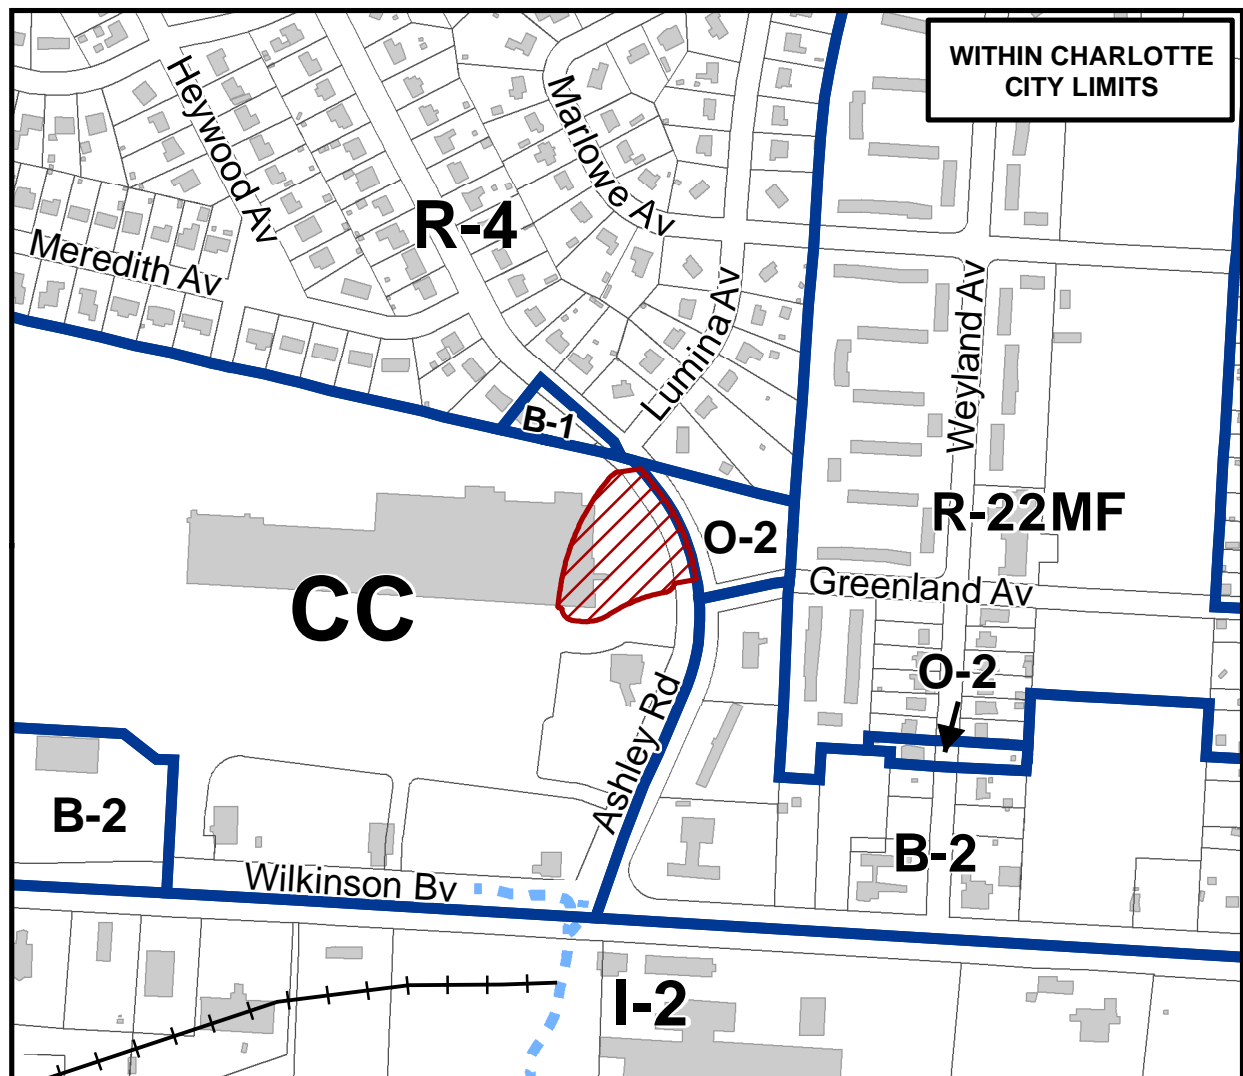 WITHIN CHARLOTTE
CITY LIMITS
Heywood Av
Marlowe Av
R-4
Meredith Av
Lumina Av
Weyland Av
B-1
R-22MF
O-2
CC
Greenland Av
O-2
Ashley Rd
B-2
B-2
Wilkinson Bv
I-2